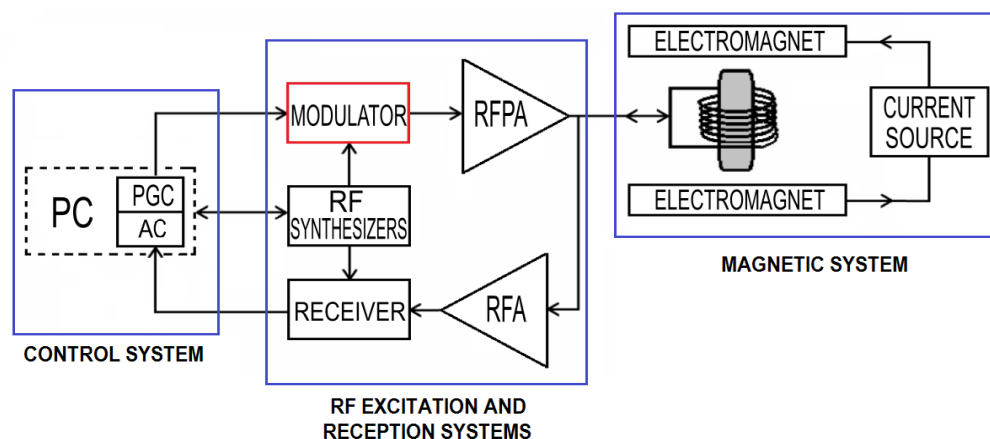 ELECTROMAGNET
MODULATOR
RFPA
CURRENT
SOURCE
PC
PGC
AC
RF
SYNTHESIZERS
ELECTROMAGNET
RECEIVER
RFA
MAGNETIC SYSTEM
CONTROL SYSTEM
RF EXCITATION AND
RECEPTION SYSTEMS